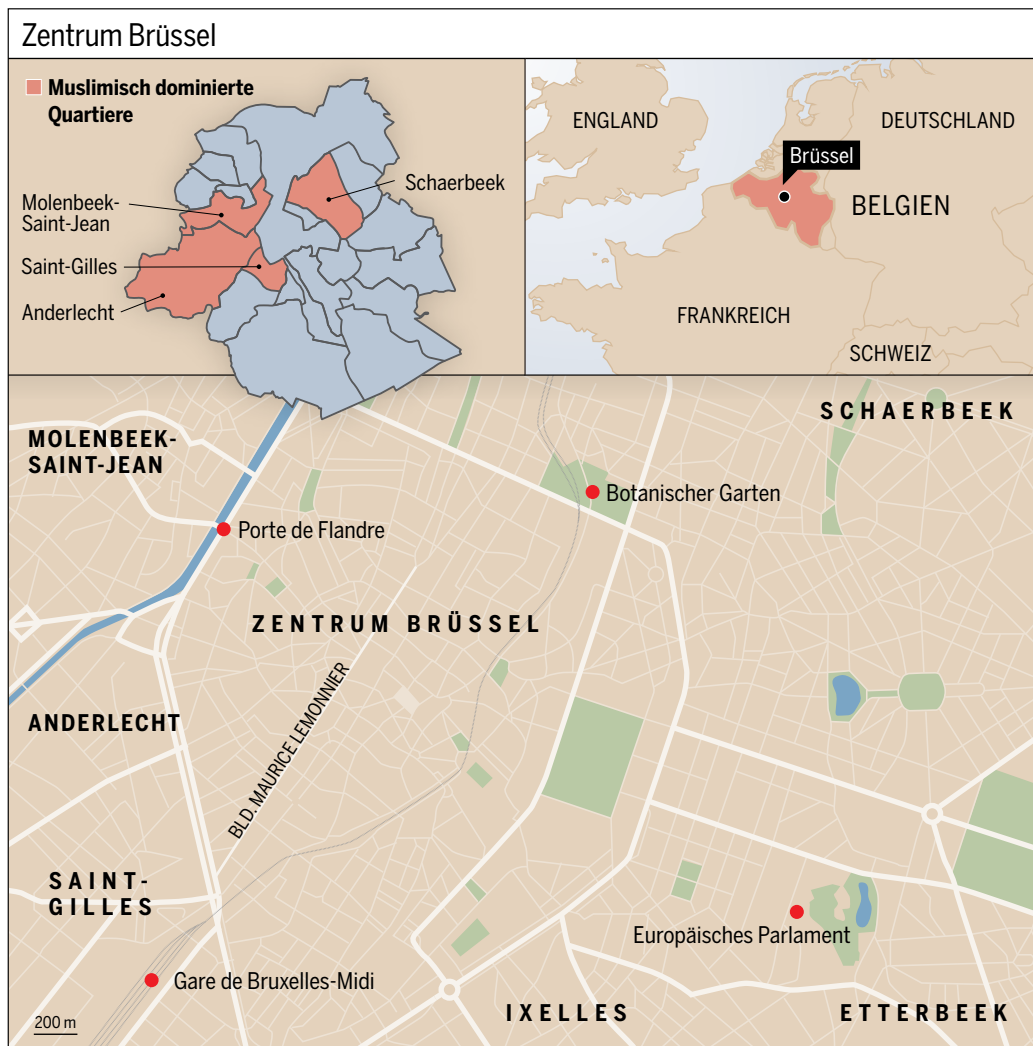 Zentrum Brüssel
Muslimisch dominierte
Quartiere
Molenbeek-
Saint-Jean
Saint-Gilles
Anderlecht
Schaerbeek
ENGLAND
DEUTSCHLAND
Brüssel
BELGIEN
FRANKREICH
SCHWEIZ
MOLENBEEK-
SAINT-JEAN
SCHAERBEEK
Botanischer Garten
Porte de Flandre
ZENTRUM BRÜSSEL
ANDERLECHT
BLD. MAURICE LEMONNIER
SAINT-
GILLES
Europäisches Parlament
Gare de Bruxelles-Midi
IXELLES
ETTERBEEK
200 m